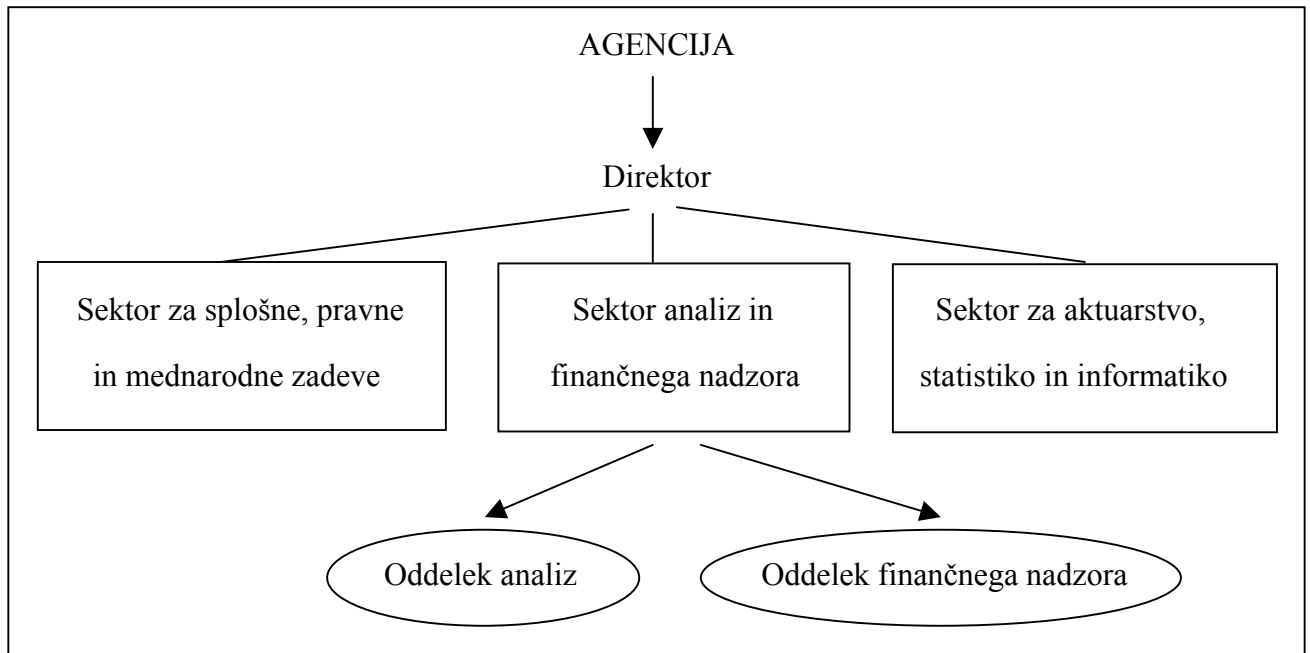 AGENCIJA
Direktor
Sektor za splošne, pravne
in mednarodne zadeve
Sektor analiz in
finančnega nadzora
Sektor za aktuarstvo,
statistiko in informatiko
Oddelek analiz
Oddelek finančnega nadzora